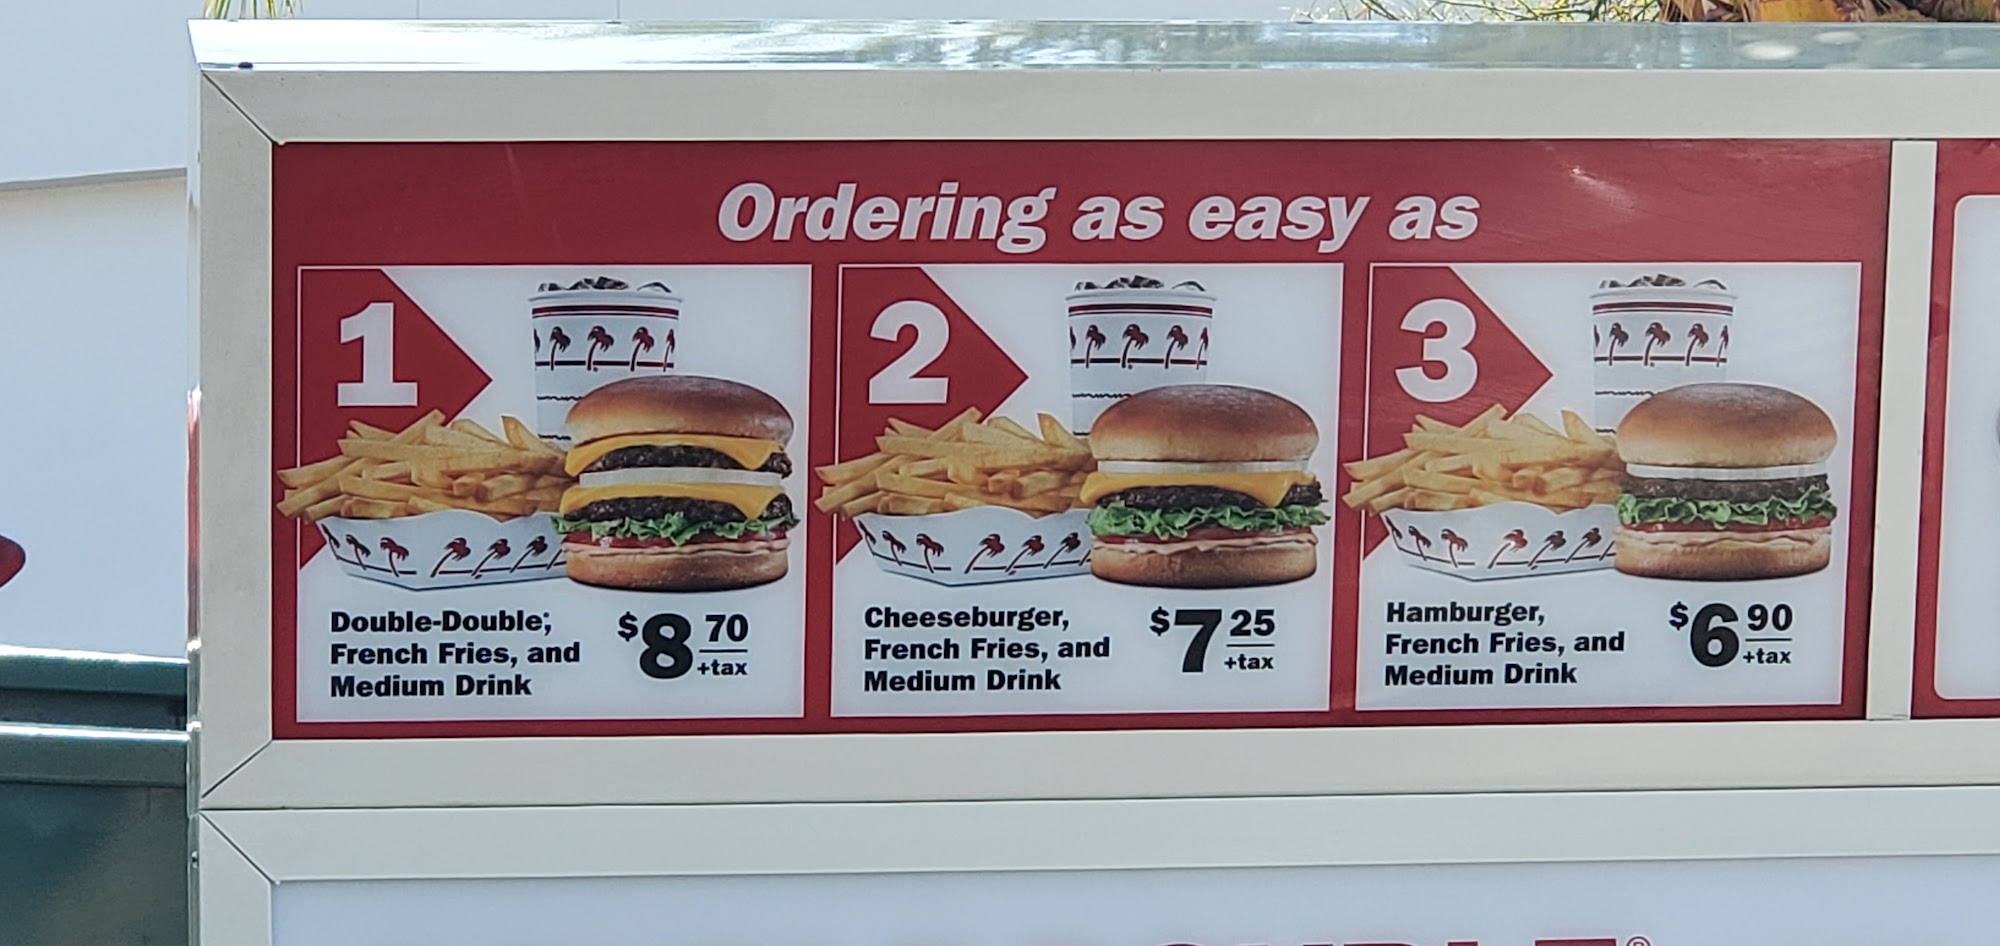 Ordering as easy as
1
Double-Double,
French Fries, and
Medium Drink
$8 70
+tax
2
Cheeseburger,
French Fries, and
Medium Drink
$7 25
+tax
3
Hamburger,
French Fries, and
Medium Drink
$6 90
+tax